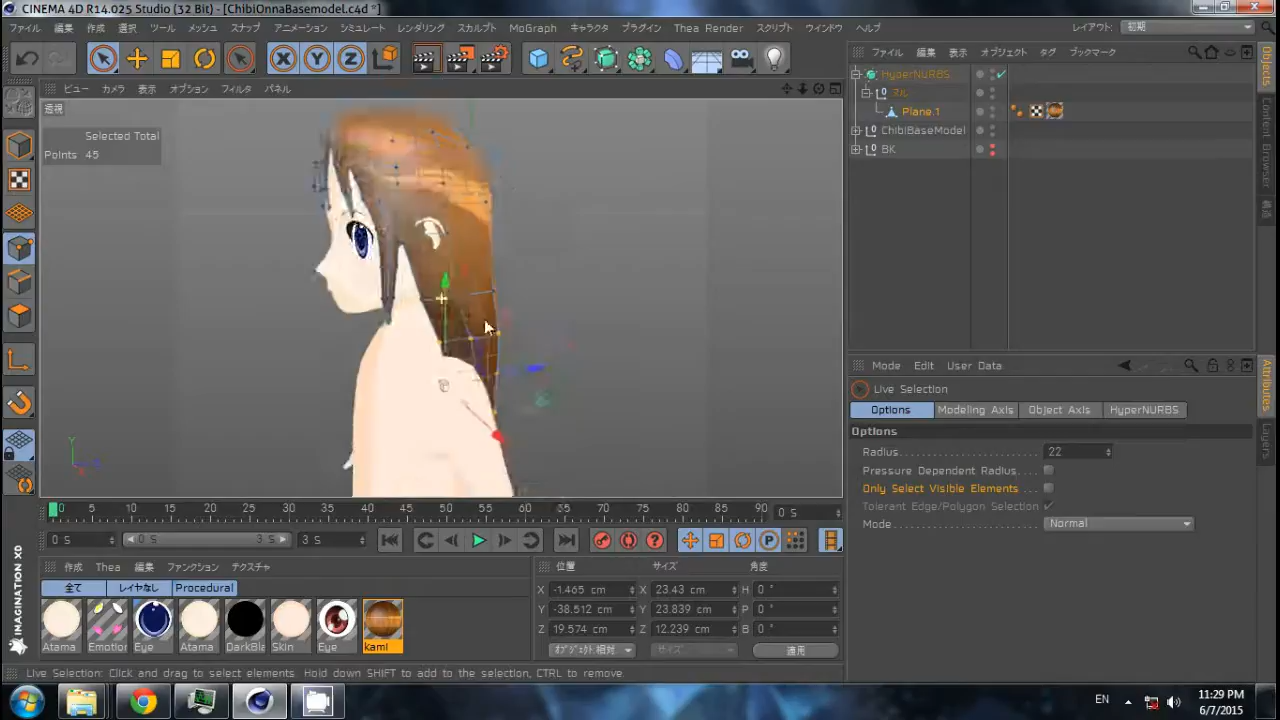 CINEMA 4D R14.025 Studio (32 Bit) - [ChibiOnnaBasemodel.c4d *]
ファイル 編集 作成 選択 ツール メッシュ スナップ アニメーション シミュレート レンダリング スカルプト MoGraph キャラクタ プラグイン Thea Render スクリプト ウインドウ ヘルプ レイアウト: 初期
X Y Z
ファイル 編集 表示 オブジェクト タグ ブックマーク
ビュー カメラ 表示 オプション フィルタ パネル
透視
Selected Total
Points 45
HyperNURBS
ヌル
Plane.1
ChibiBaseModel
BK
Objects
Content Browser
構造
Mode Edit User Data
Live Selection
Options Modeling Axis Object Axis HyperNURBS
Options
Radius 22
Pressure Dependent Radius
Only Select Visible Elements
Tolerant Edge/Polygon Selection
Mode Normal
Attributes
Layers
Y
0 5 10 15 20 25 30 35 40 45 50 55 60 65 70 75 80 85 90 0 S
0 S 0 S 3 S 3 S P
作成 Thea 編集 ファンクション テクスチャ
全て レイヤなし Procedural
Atama Emotion Eye Atama DarkBla Skin Eye kami
位置 サイズ 角度
X -1.465 cm X 23.43 cm H 0 °
Y -38.512 cm Y 23.839 cm P 0 °
Z 19.574 cm Z 12.239 cm B 0 °
オブジェクト相対 サイズ 適用
IMAGINATION XD
Live Selection: Click and drag to select elements. Hold down SHIFT to add to the selection, CTRL to remove.
EN
11:29 PM
6/7/2015